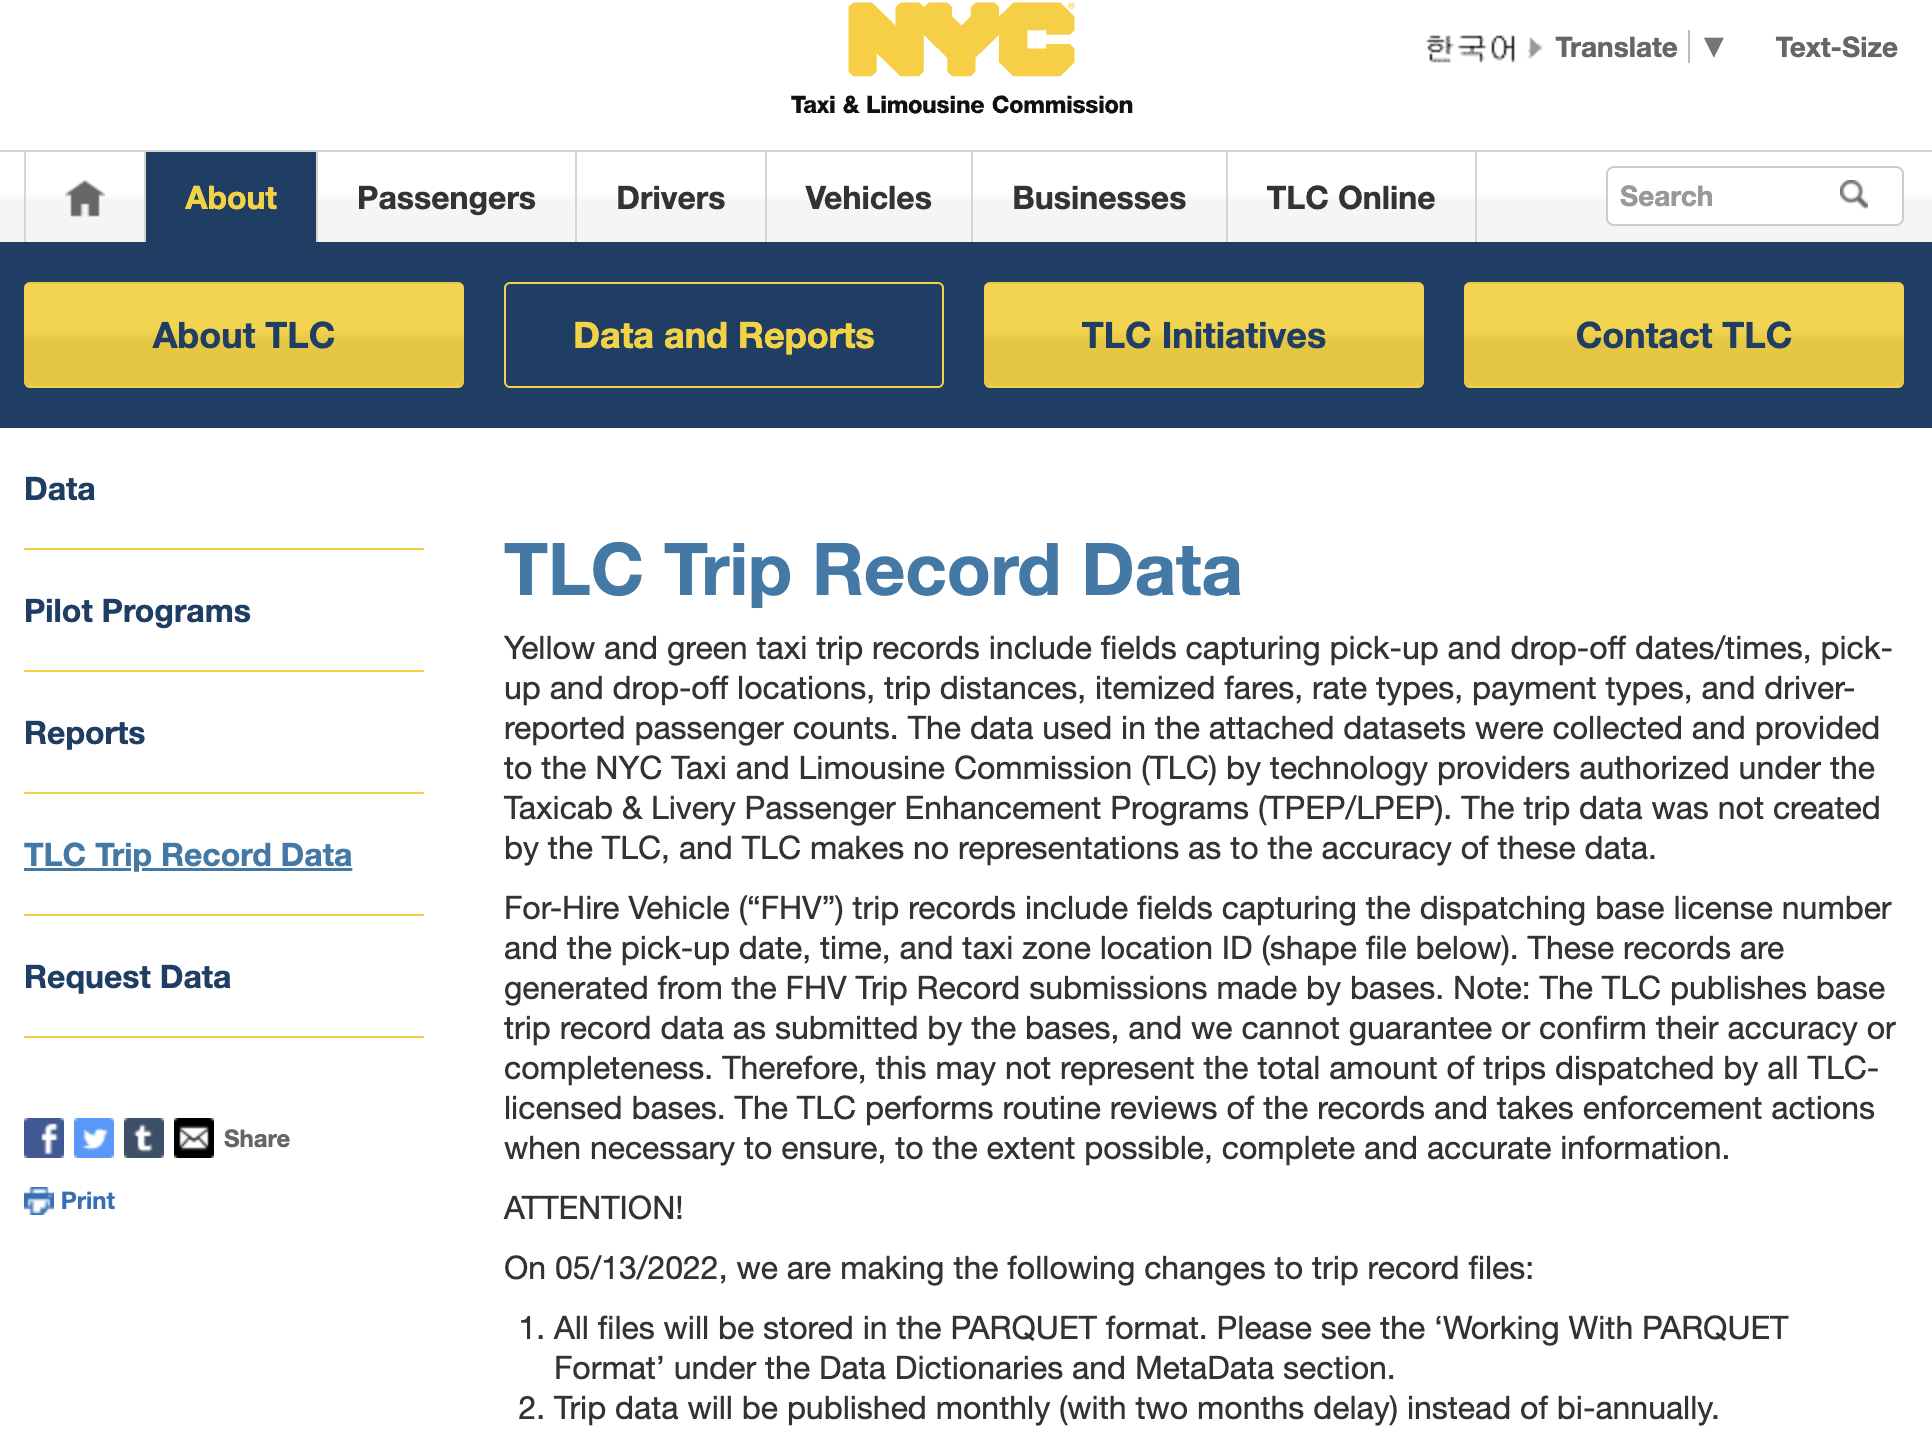 NYC
Taxi & Limousine Commission
한국어 Translate ▼ Text-Size
About Passengers Drivers Vehicles Businesses TLC Online Search
About TLC Data and Reports TLC Initiatives Contact TLC
Data
Pilot Programs
Reports
TLC Trip Record Data
Request Data
Share
Print
TLC Trip Record Data
Yellow and green taxi trip records include fields capturing pick-up and drop-off dates/times, pick-
up and drop-off locations, trip distances, itemized fares, rate types, payment types, and driver-
reported passenger counts. The data used in the attached datasets were collected and provided
to the NYC Taxi and Limousine Commission (TLC) by technology providers authorized under the
Taxicab & Livery Passenger Enhancement Programs (TPEP/LPEP). The trip data was not created
by the TLC, and TLC makes no representations as to the accuracy of these data.
For-Hire Vehicle (“FHV”) trip records include fields capturing the dispatching base license number
and the pick-up date, time, and taxi zone location ID (shape file below). These records are
generated from the FHV Trip Record submissions made by bases. Note: The TLC publishes base
trip record data as submitted by the bases, and we cannot guarantee or confirm their accuracy or
completeness. Therefore, this may not represent the total amount of trips dispatched by all TLC-
licensed bases. The TLC performs routine reviews of the records and takes enforcement actions
when necessary to ensure, to the extent possible, complete and accurate information.
ATTENTION!
On 05/13/2022, we are making the following changes to trip record files:
1. All files will be stored in the PARQUET format. Please see the ‘Working With PARQUET
Format’ under the Data Dictionaries and MetaData section.
2. Trip data will be published monthly (with two months delay) instead of bi-annually.